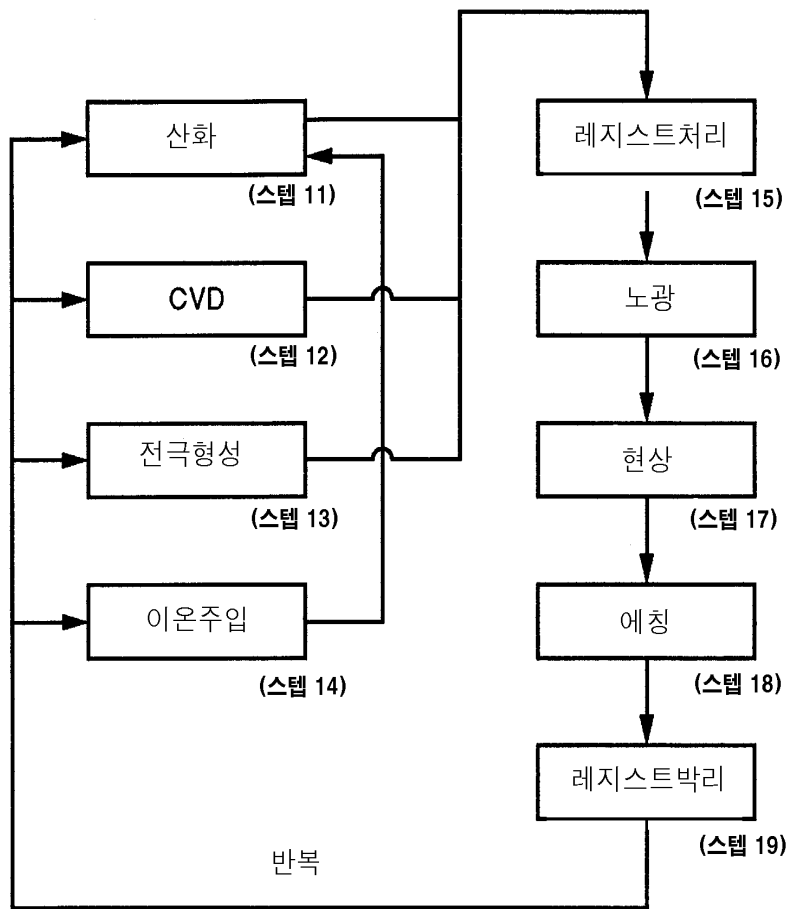 산화
(스텝 11)
CVD
(스텝 12)
전극형성
(스텝 13)
이온주입
(스텝 14)
레지스트처리
(스텝 15)
노광
(스텝 16)
현상
(스텝 17)
에칭
(스텝 18)
레지스트박리
(스텝 19)
반복